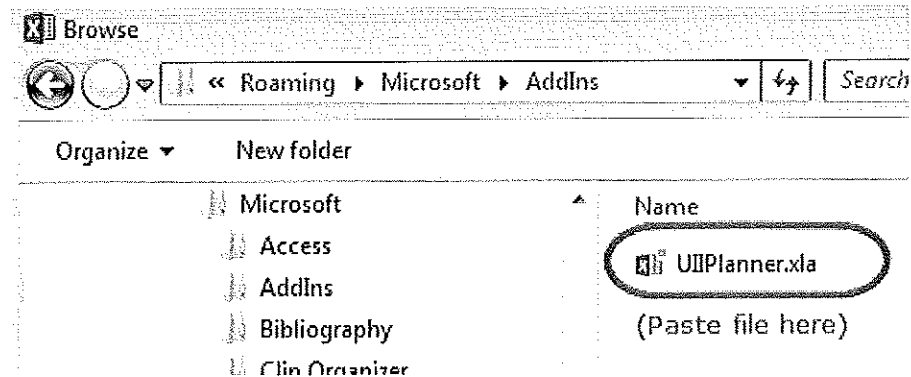 Browse
« Roaming ▸ Microsoft ▸ AddIns
Search
Organize ▾ New folder
Microsoft
Access
AddIns
Bibliography
Clip Organizer
Name
UIIPlanner.xla
(Paste file here)